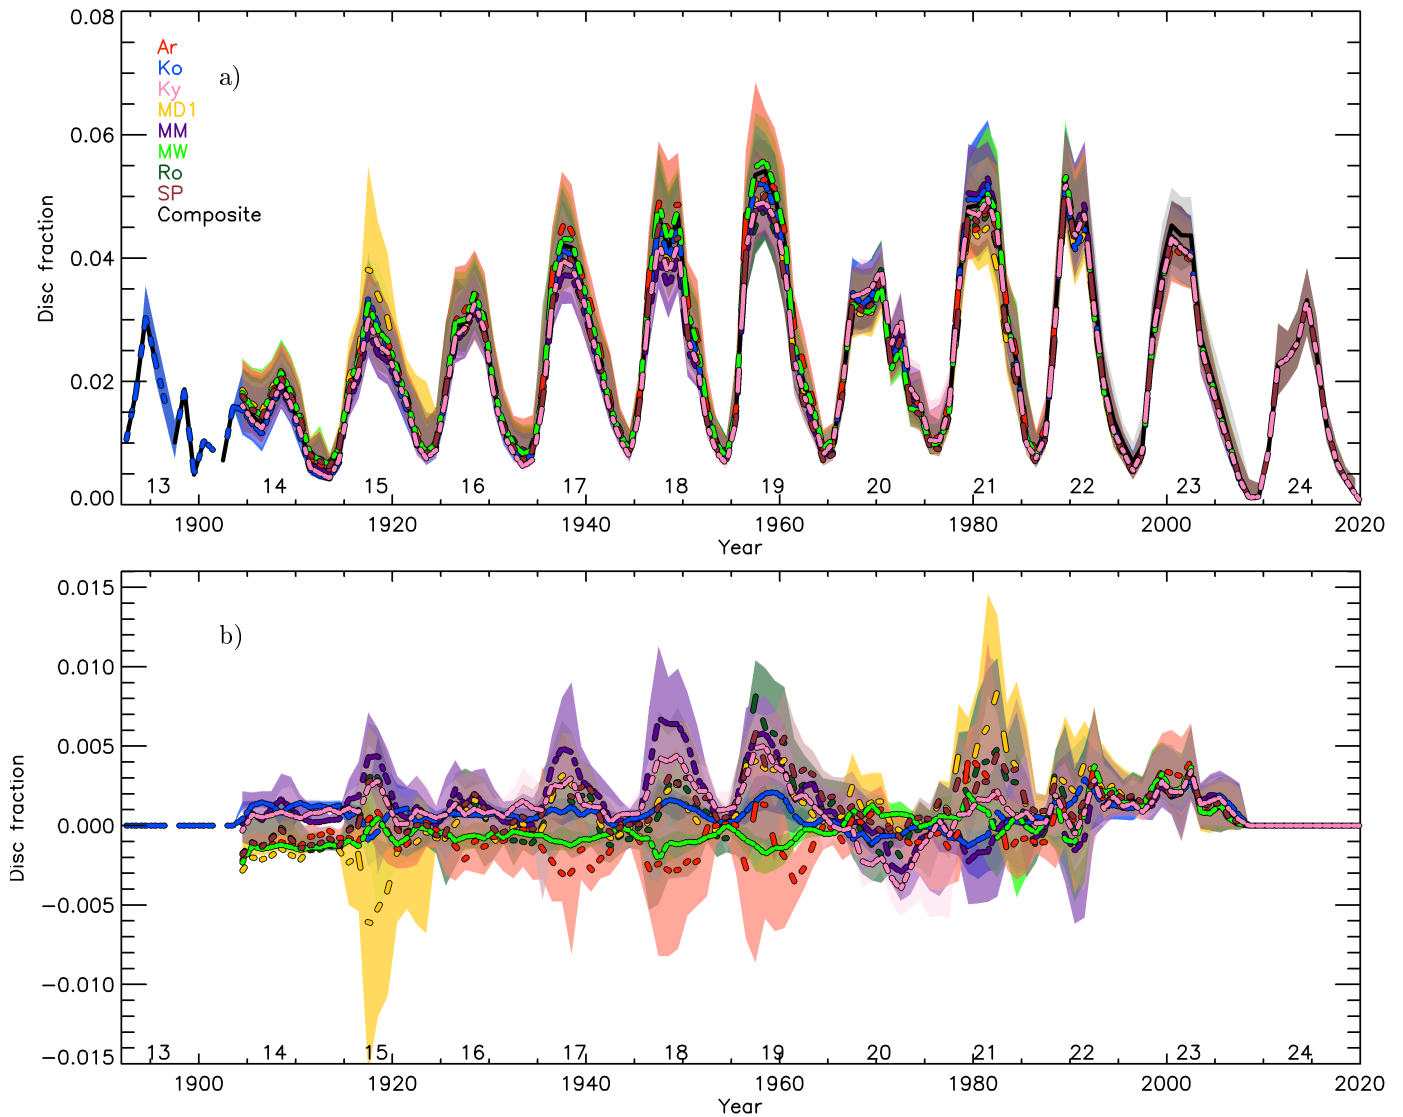 0.08
0.06
0.04
0.02
0.00
Disc fraction
Ar
Ko
Ky
MD1
MM
MW
Ro
SP
Composite
a)
13 14 15 16 17 18 19 20 21 22 23 24
1900 1920 1940 1960 1980 2000 2020
Year
0.015
0.010
0.005
0.000
−0.005
−0.010
−0.015
Disc fraction
b)
13 14 15 16 17 18 19 20 21 22 23 24
1900 1920 1940 1960 1980 2000 2020
Year